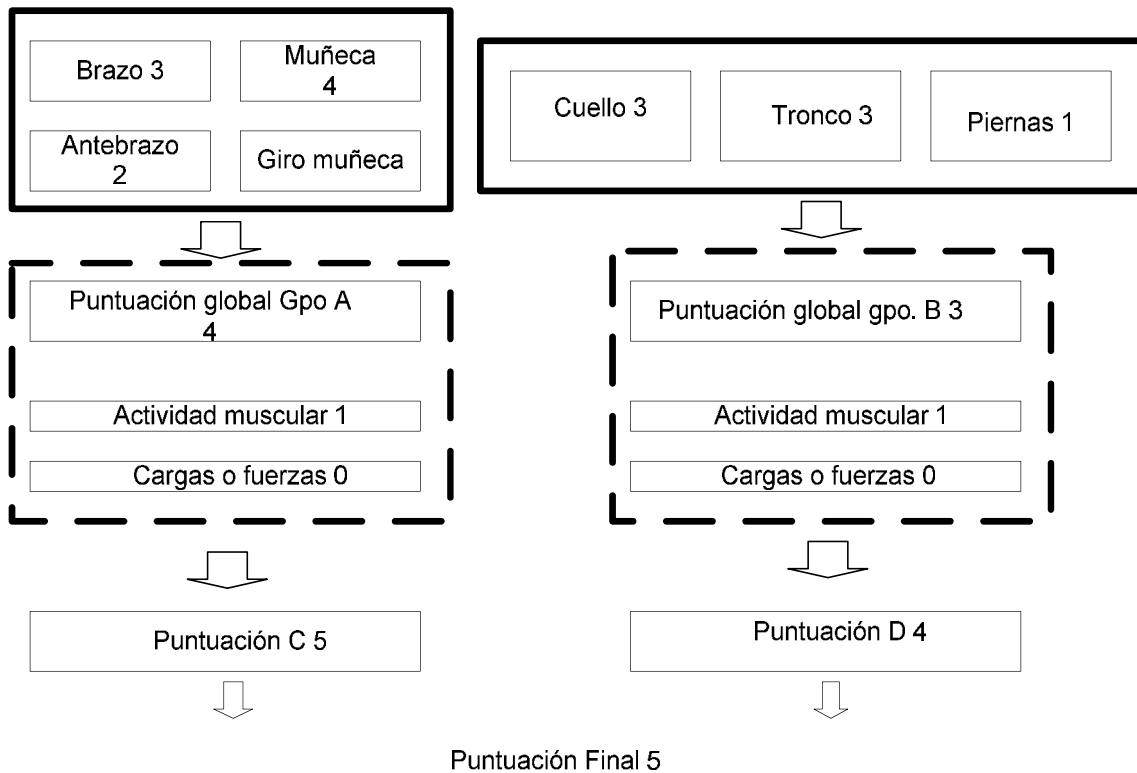 Brazo 3
Muñeca
4
Antebrazo
2
Giro muñeca
Cuello 3
Tronco 3
Piernas 1
Puntuación global Gpo A
4
Actividad muscular 1
Cargas o fuerzas 0
Puntuación global gpo. B 3
Actividad muscular 1
Cargas o fuerzas 0
Puntuación C 5
Puntuación D 4
Puntuación Final 5